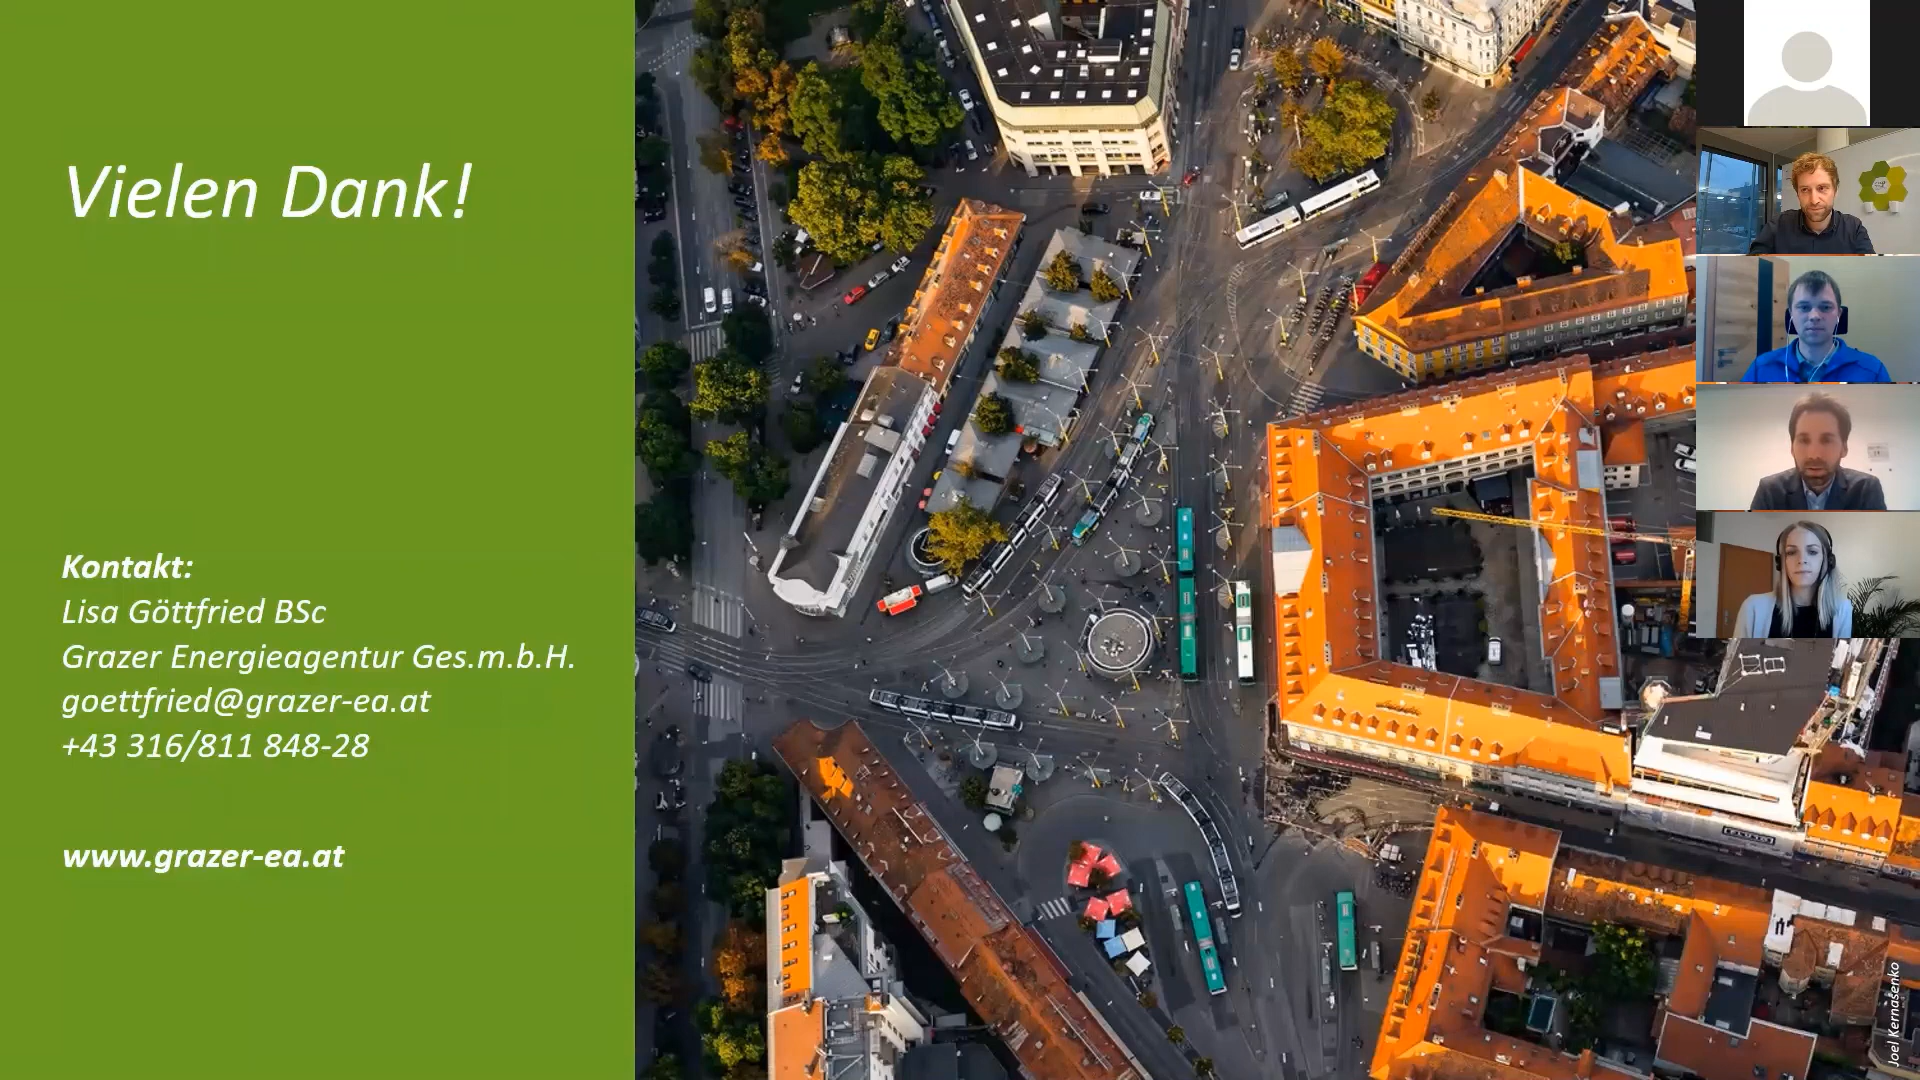 Vielen Dank!
Kontakt:
Lisa Göttfried BSc
Grazer Energieagentur Ges.m.b.H.
goettfried@grazer-ea.at
+43 316/811 848-28
www.grazer-ea.at
Joel Kernasenko